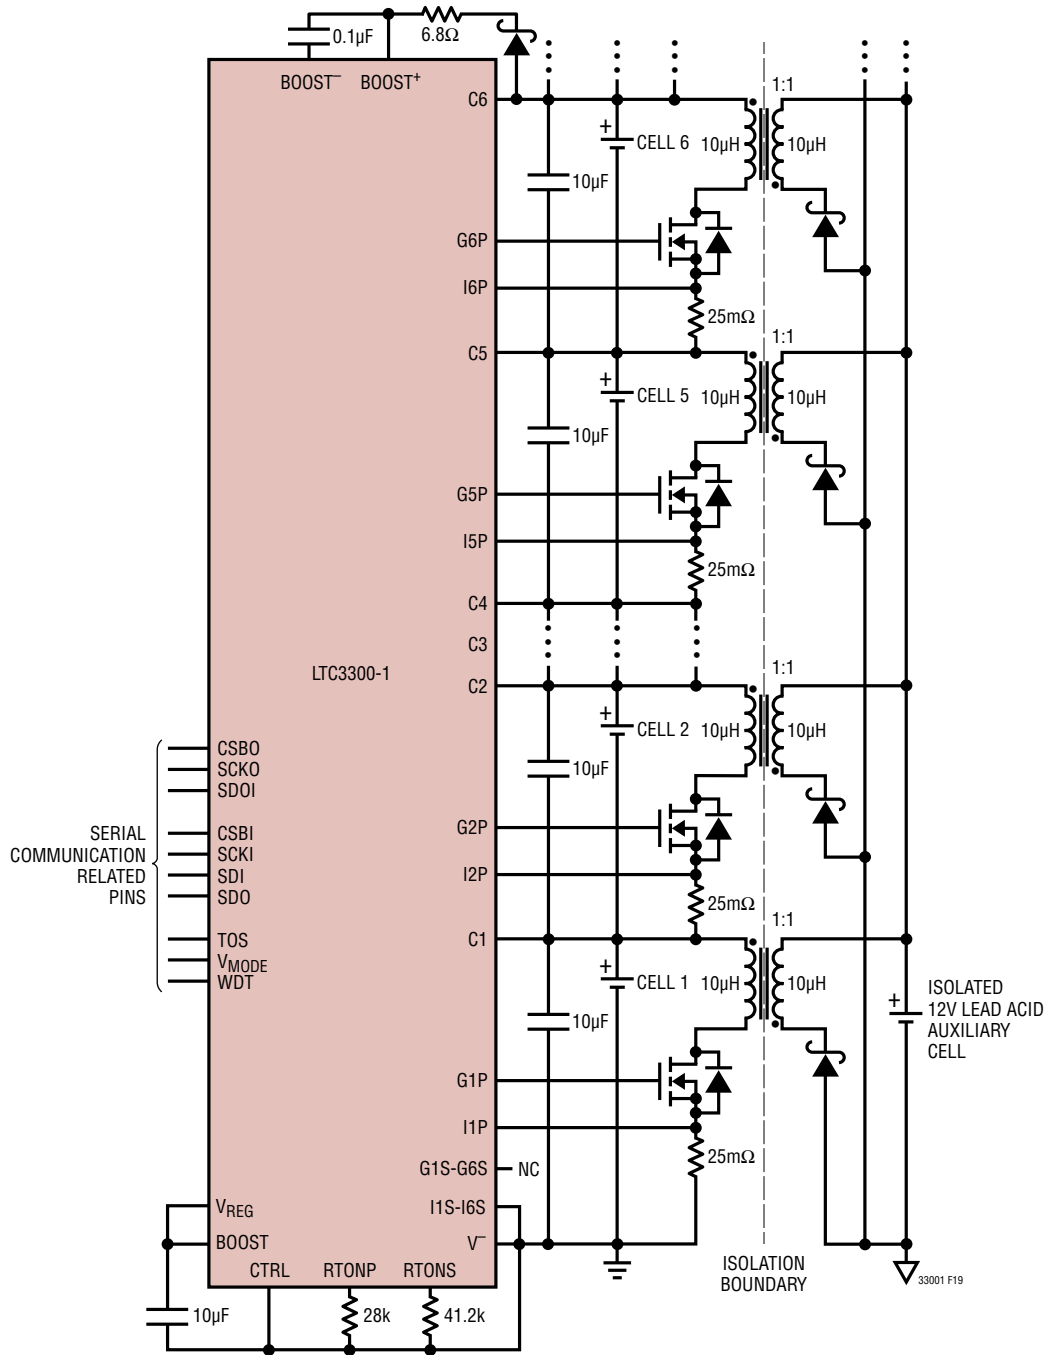 0.1µF
6.8Ω
BOOST⁻ BOOST⁺
C6
1:1
CELL 6
+
10µH
10µH
10µF
G6P
I6P
25mΩ
C5
1:1
CELL 5
+
10µH
10µH
10µF
G5P
I5P
25mΩ
C4
C3
LTC3300-1
C2
1:1
CELL 2
+
10µH
10µH
10µF
G2P
I2P
25mΩ
CSBO
SCKO
SDOI
CSBI
SCKI
SDI
SDO
TOS
VMODE
WDT
SERIAL
COMMUNICATION
RELATED
PINS
C1
1:1
CELL 1
+
10µH
10µH
10µF
G1P
I1P
25mΩ
+
ISOLATED
12V LEAD ACID
AUXILIARY
CELL
G1S-G6S
NC
VREG
I1S-I6S
BOOST
V⁻
CTRL RTONP RTONS
10µF
28k
41.2k
ISOLATION
BOUNDARY
33001 F19